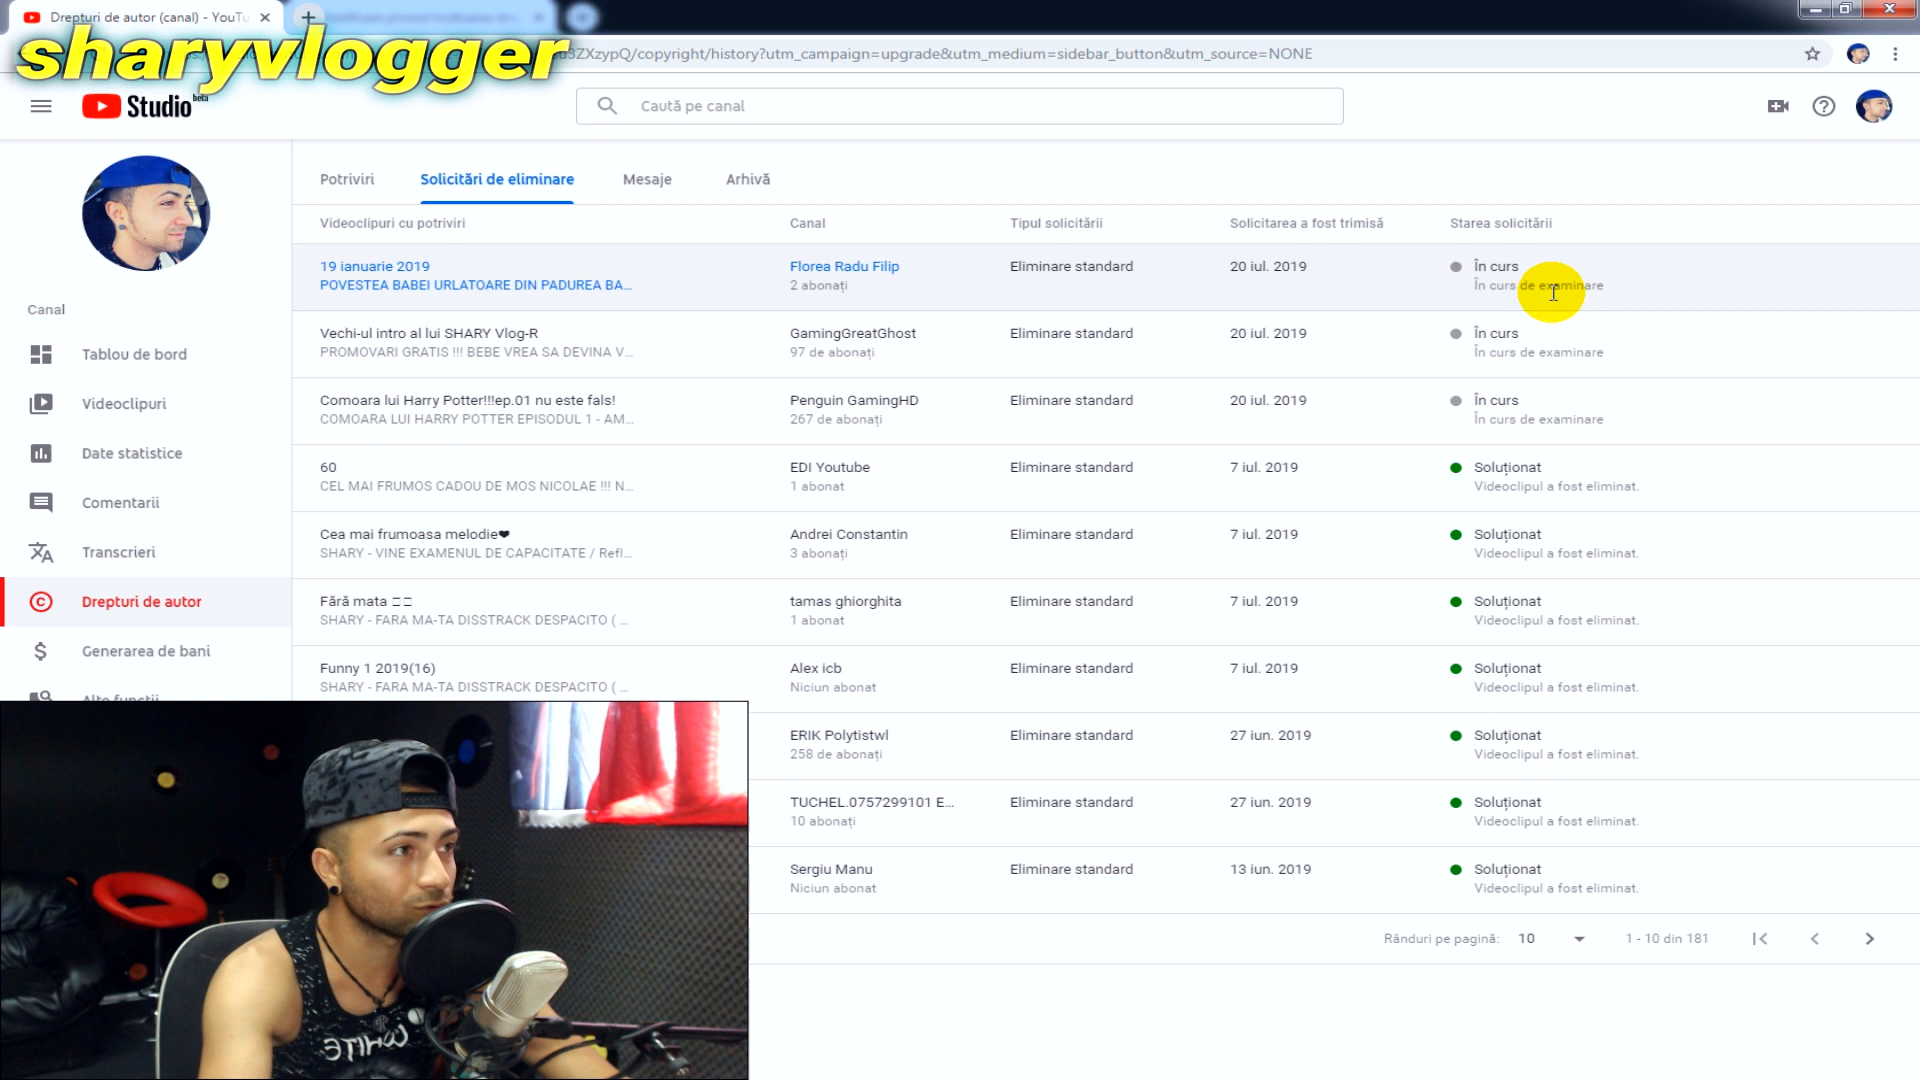 Drepturi de autor (canal) - YouTu
sharyvlogger
3ZXzypQ/copyright/history?utm_campaign=upgrade&utm_medium=sidebar_button&utm_source=NONE
Studio beta
Caută pe canal
Potriviri
Solicitări de eliminare
Mesaje
Arhivă
Videoclipuri cu potriviri
Canal
Tipul solicitării
Solicitarea a fost trimisă
Starea solicitării
19 ianuarie 2019
POVESTEA BABEI URLATOARE DIN PADUREA BA...
Florea Radu Filip
2 abonați
Eliminare standard
20 iul. 2019
În curs
În curs de examinare
Vechi-ul intro al lui SHARY Vlog-R
PROMOVARI GRATIS !!! BEBE VREA SA DEVINA V...
GamingGreatGhost
97 de abonați
Eliminare standard
20 iul. 2019
În curs
În curs de examinare
Comoara lui Harry Potter!!!ep.01 nu este fals!
COMOARA LUI HARRY POTTER EPISODUL 1 - AM...
Penguin GamingHD
267 de abonați
Eliminare standard
20 iul. 2019
În curs
În curs de examinare
60
CEL MAI FRUMOS CADOU DE MOS NICOLAE !!! N...
EDI Youtube
1 abonat
Eliminare standard
7 iul. 2019
Soluționat
Videoclipul a fost eliminat.
Cea mai frumoasa melodie❤
SHARY - VINE EXAMENUL DE CAPACITATE / Refl...
Andrei Constantin
3 abonați
Eliminare standard
7 iul. 2019
Soluționat
Videoclipul a fost eliminat.
Fără mata □□
SHARY - FARA MA-TA DISSTRACK DESPACITO ( ...
tamas ghiorghita
1 abonat
Eliminare standard
7 iul. 2019
Soluționat
Videoclipul a fost eliminat.
Funny 1 2019(16)
SHARY - FARA MA-TA DISSTRACK DESPACITO ( ...
Alex icb
Niciun abonat
Eliminare standard
7 iul. 2019
Soluționat
Videoclipul a fost eliminat.
ERIK Polytistwl
258 de abonați
Eliminare standard
27 iun. 2019
Soluționat
Videoclipul a fost eliminat.
TUCHEL.0757299101 E...
10 abonați
Eliminare standard
27 iun. 2019
Soluționat
Videoclipul a fost eliminat.
Sergiu Manu
Niciun abonat
Eliminare standard
13 iun. 2019
Soluționat
Videoclipul a fost eliminat.
Rânduri pe pagină: 10
1 - 10 din 181
Canal
Tablou de bord
Videoclipuri
Date statistice
Comentarii
Transcrieri
Drepturi de autor
Generarea de bani
Alte funcții
WHITE